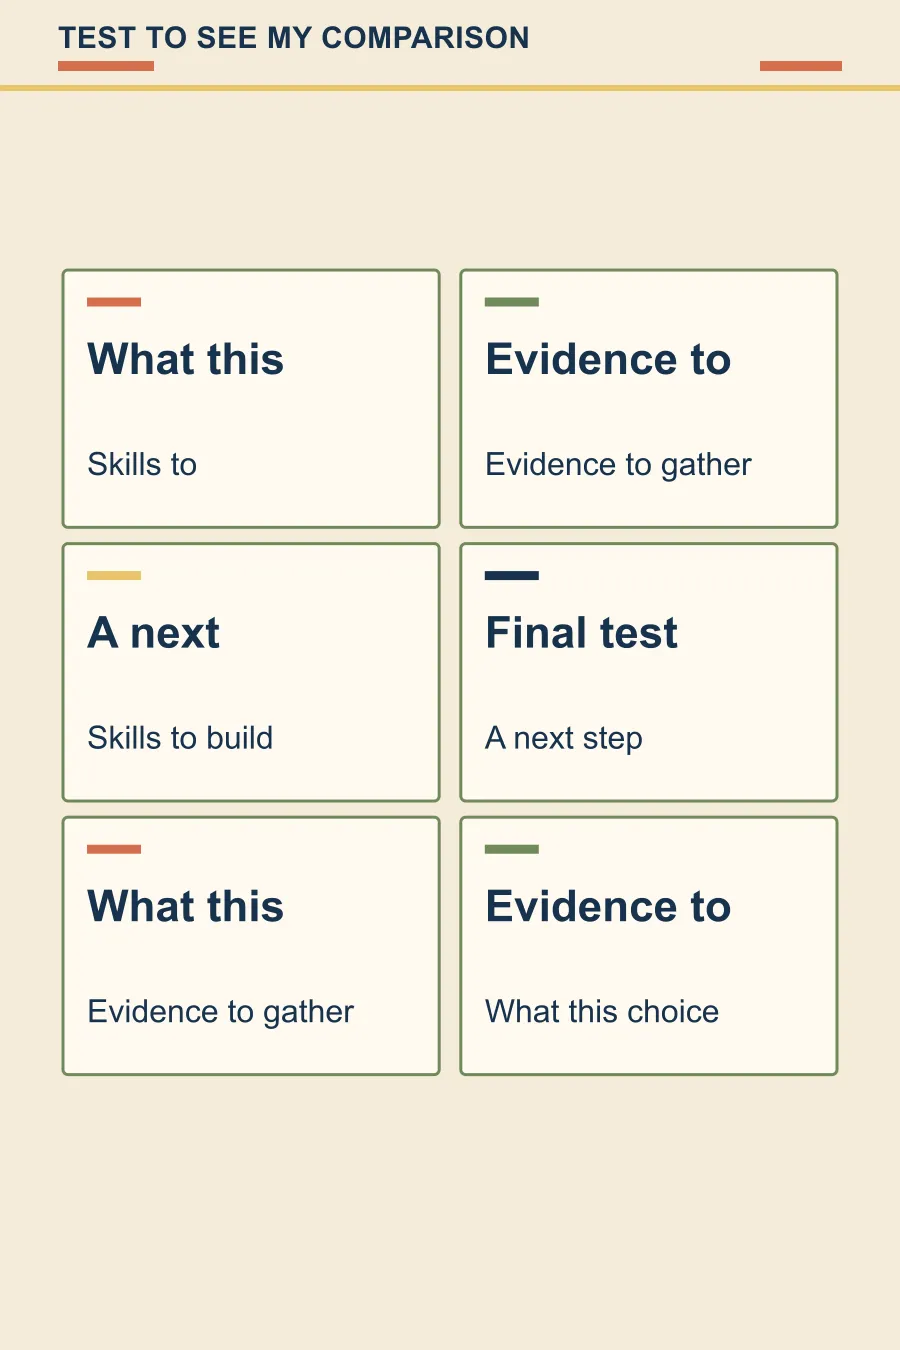 TEST TO SEE MY COMPARISON
What this
Skills to
Evidence to
Evidence to gather
A next
Skills to build
Final test
A next step
What this
Evidence to gather
Evidence to
What this choice